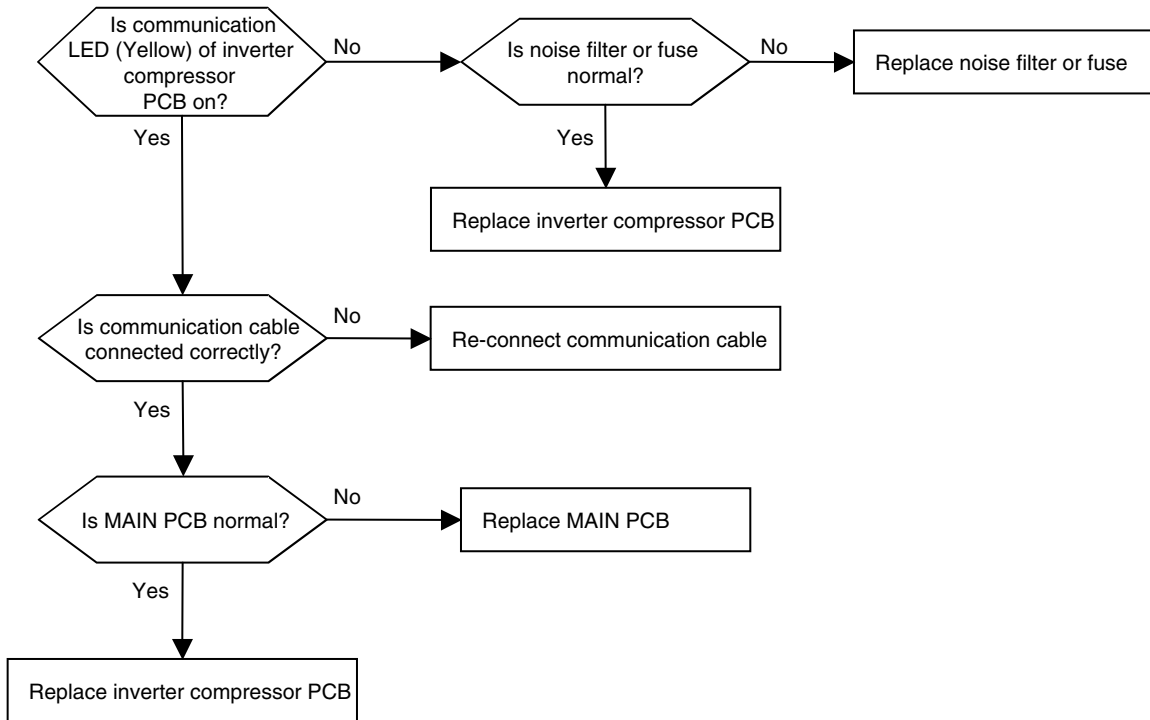 Is communication
LED (Yellow) of inverter
compressor
PCB on?
No
Is noise filter or fuse
normal?
No
Replace noise filter or fuse
Yes
Yes
Replace inverter compressor PCB
Is communication cable
connected correctly?
No
Re-connect communication cable
Yes
Is MAIN PCB normal?
No
Replace MAIN PCB
Yes
Replace inverter compressor PCB